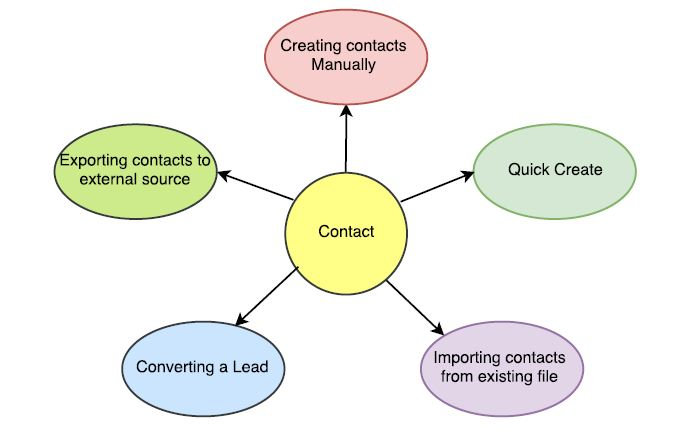 Creating contacts
Manually
Exporting contacts to
external source
Quick Create
Contact
Converting a Lead
Importing contacts
from existing file